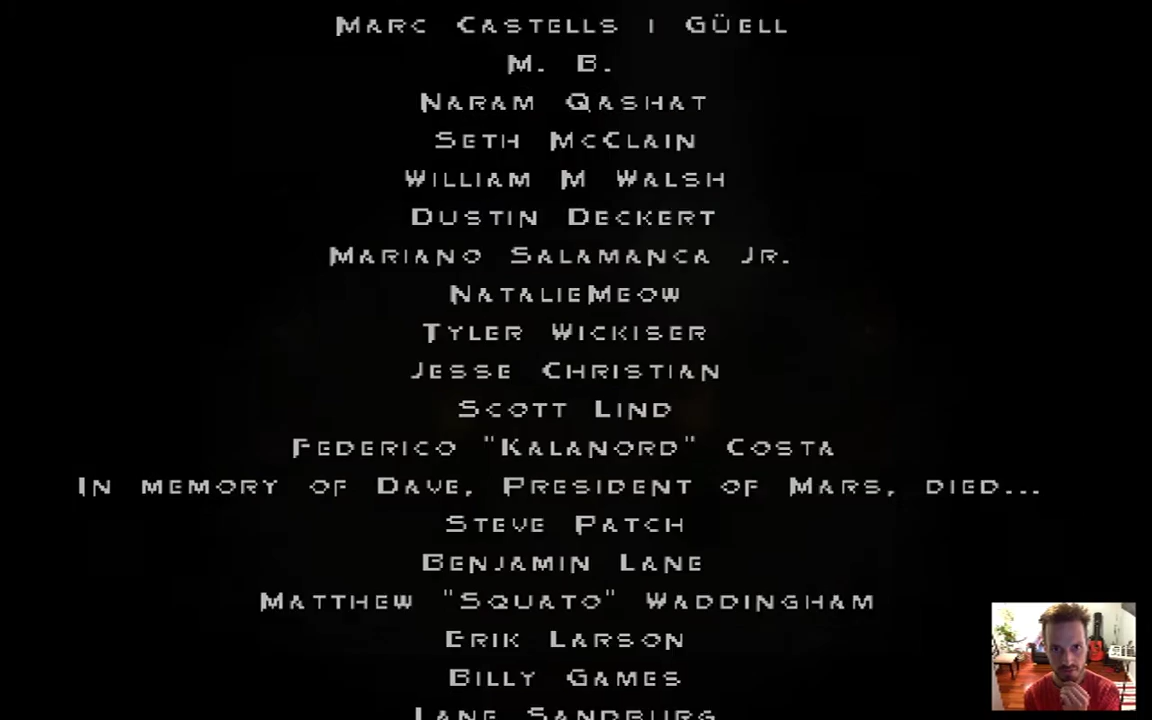 Marc Castells i Güell
M. B.
Naram Qashat
Seth McClain
William M Walsh
Dustin Deckert
Mariano Salamanca Jr.
NatalieMeow
Tyler Wickiser
Jesse Christian
Scott Lind
Federico "Kalanord" Costa
In memory of Dave, President of Mars, died...
Steve Patch
Benjamin Lane
Matthew "Squato" Waddingham
Erik Larson
Billy Games
Lane Sandburg